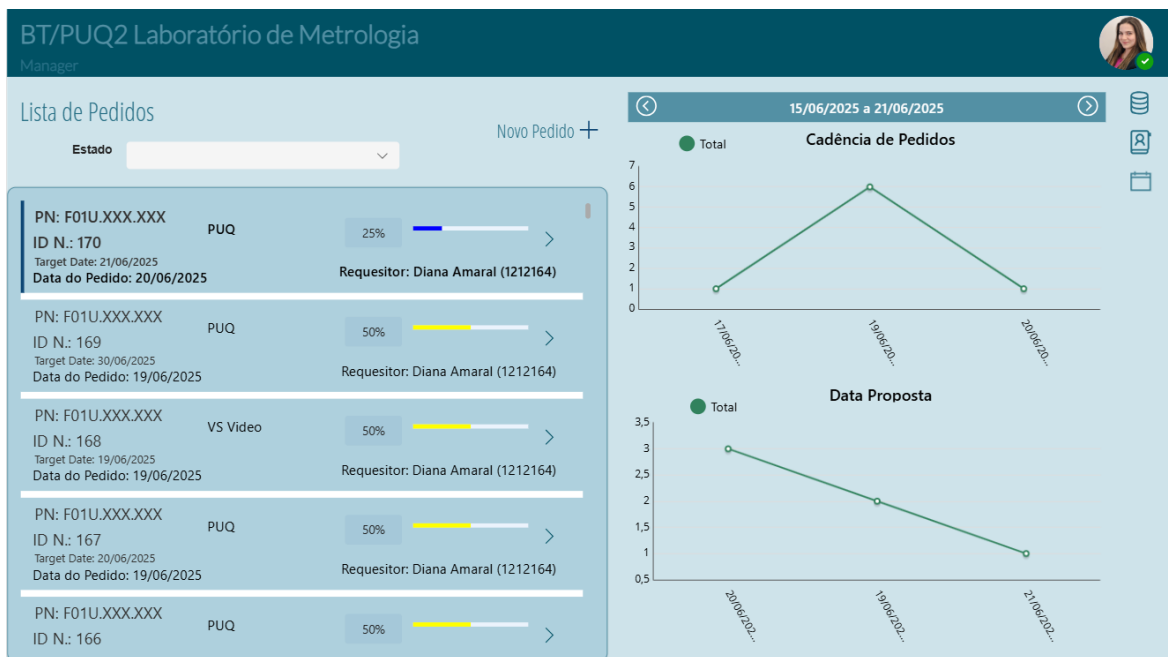 BT/PUQ2 Laboratório de Metrologia
Manager
Lista de Pedidos
Novo Pedido
Estado
PN: F01U.XXX.XXX
PUQ
25%
ID N.: 170
Target Date: 21/06/2025
Data do Pedido: 20/06/2025
Requesitor: Diana Amaral (1212164)
PN: F01U.XXX.XXX
PUQ
50%
ID N.: 169
Target Date: 30/06/2025
Data do Pedido: 19/06/2025
Requesitor: Diana Amaral (1212164)
PN: F01U.XXX.XXX
VS Video
50%
ID N.: 168
Target Date: 19/06/2025
Data do Pedido: 19/06/2025
Requesitor: Diana Amaral (1212164)
PN: F01U.XXX.XXX
PUQ
50%
ID N.: 167
Target Date: 20/06/2025
Data do Pedido: 19/06/2025
Requesitor: Diana Amaral (1212164)
PN: F01U.XXX.XXX
PUQ
50%
ID N.: 166
15/06/2025 a 21/06/2025
Total
Cadência de Pedidos
7
6
5
4
3
2
1
0
17/06/20...
19/06/20...
20/06/20...
Data Proposta
Total
3,5
3
2,5
2
1,5
1
0,5
20/06/202...
19/06/202...
21/06/202...